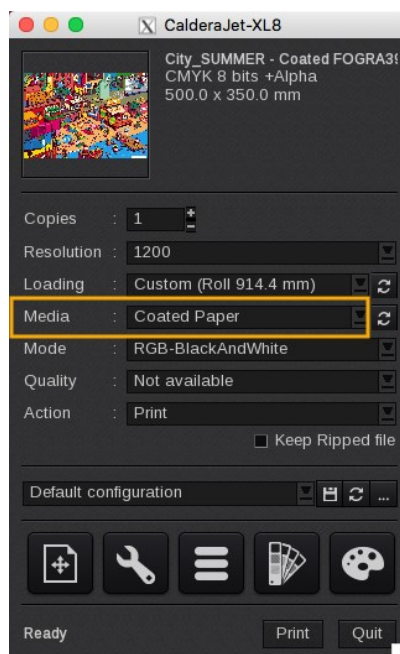 CalderaJet-XL8
City_SUMMER - Coated FOGRA39
CMYK 8 bits +Alpha
500.0 x 350.0 mm
Copies : 1
Resolution : 1200
Loading : Custom (Roll 914.4 mm)
Media : Coated Paper
Mode : RGB-BlackAndWhite
Quality : Not available
Action : Print
Keep Ripped file
Default configuration ...
Ready Print Quit